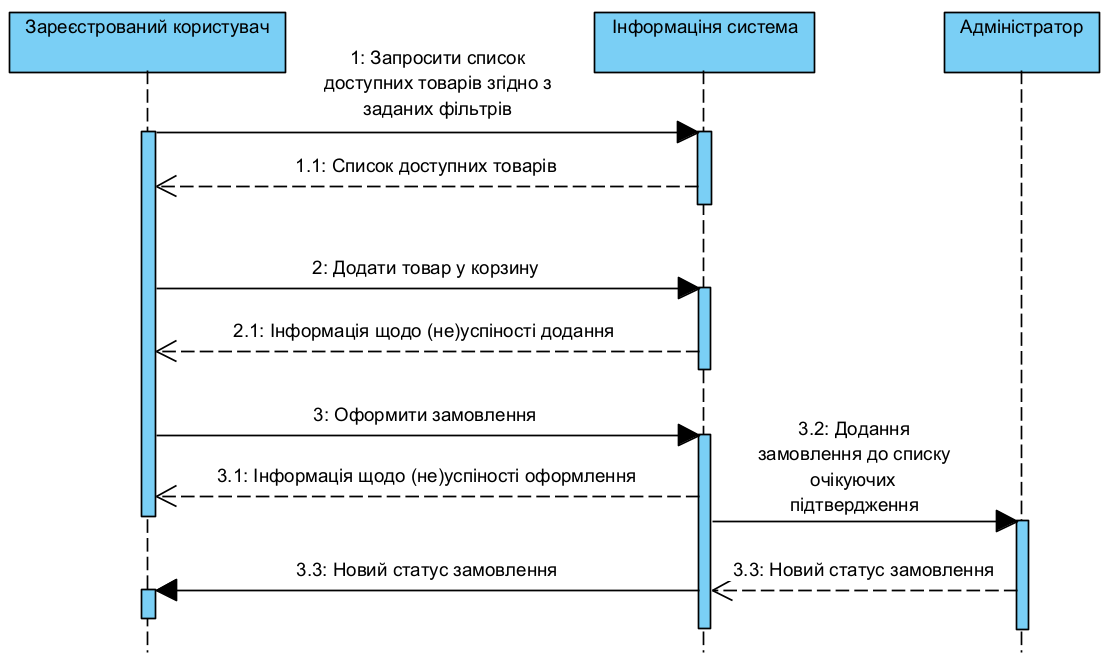 Зареєстрований користувач
Інформаціня система
Адміністратор
1: Запросити список
доступних товарів згідно з
заданих фільтрів
1.1: Список доступних товарів
2: Додати товар у корзину
2.1: Інформація щодо (не)успіності додання
3: Оформити замовлення
3.1: Інформація щодо (не)успіності оформлення
3.2: Додання
замовлення до списку
очікуючих
підтвердження
3.3: Новий статус замовлення
3.3: Новий статус замовлення